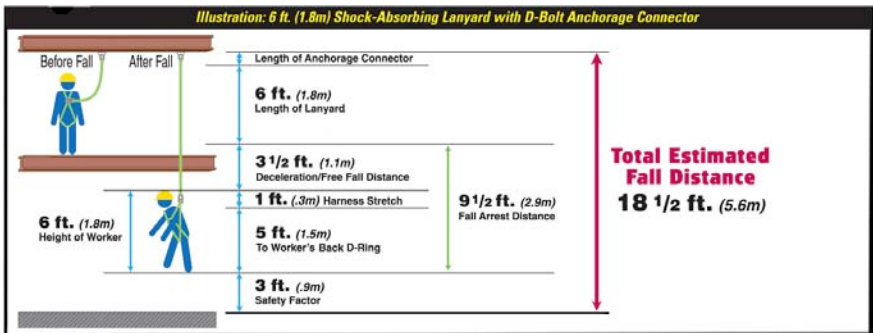 Illustration: 6 ft. (1.8m) Shock-Absorbing Lanyard with D-Bolt Anchorage Connector
Before Fall
After Fall
Length of Anchorage Connector
6 ft. (1.8m)
Length of Lanyard
3 1/2 ft. (1.1m)
Deceleration/Free Fall Distance
1 ft. (.3m) Harness Stretch
9 1/2 ft. (2.9m)
Fall Arrest Distance
6 ft. (1.8m)
Height of Worker
5 ft. (1.5m)
To Worker's Back D-Ring
3 ft. (.9m)
Safety Factor
Total Estimated
Fall Distance
18 1/2 ft. (5.6m)